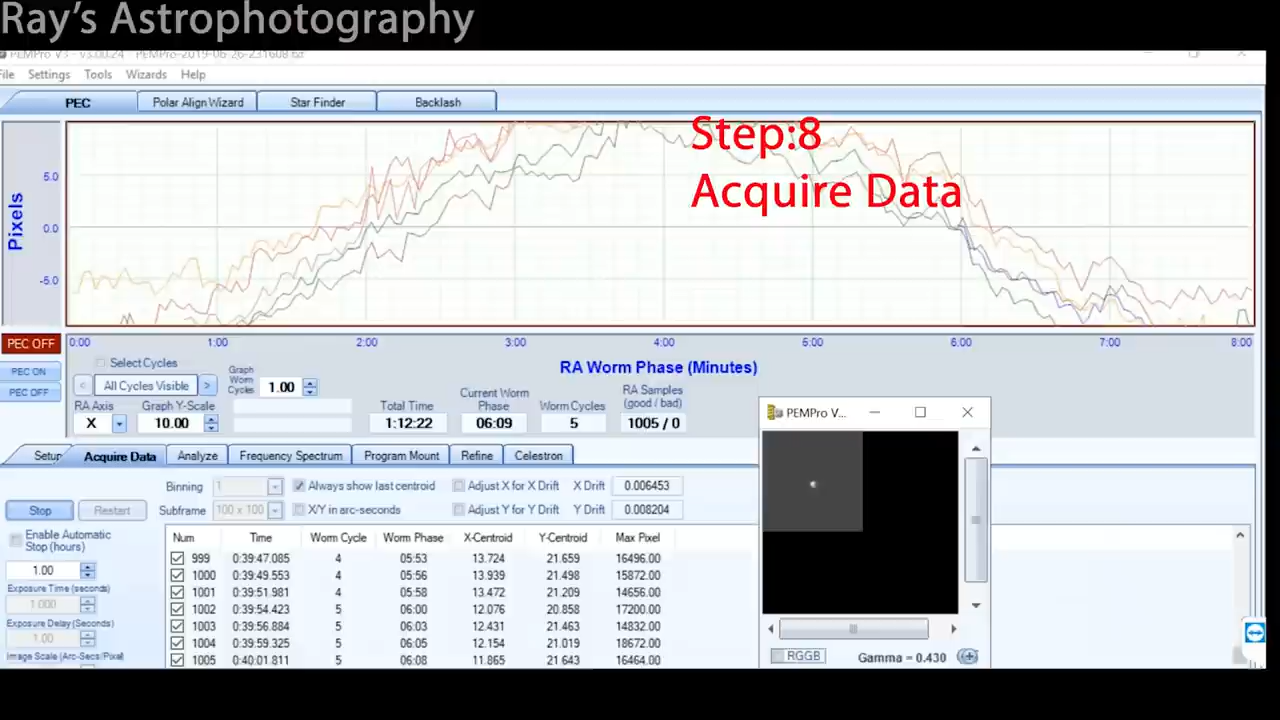 Ray's Astrophotography
PEMPro V3 - v3.00.24 PEMPro-2019-06-26-231608.txt
File Settings Tools Wizards Help
PEC Polar Align Wizard Star Finder Backlash
Step:8
Acquire Data
Pixels
5.0
0.0
-5.0
PEC OFF
0:00 1:00 2:00 3:00 4:00 5:00 6:00 7:00 8:00
RA Worm Phase (Minutes)
PEC ON
PEC OFF
Select Cycles
< All Cycles Visible >
Graph Worm Cycles 1.00
RA Axis X
Graph Y-Scale 10.00
Total Time 1:12:22
Current Worm Phase 06:09
Worm Cycles 5
RA Samples (good / bad) 1005 / 0
PEMPro V...
Setup Acquire Data Analyze Frequency Spectrum Program Mount Refine Celestron
Binning 1 Always show last centroid Adjust X for X Drift X Drift 0.006453
Stop Restart Subframe 100 x 100 X/Y in arc-seconds Adjust Y for Y Drift Y Drift 0.008204
Enable Automatic Stop (hours)
1.00
Exposure Time (seconds)
1.000
Exposure Delay (Seconds)
1.00
Image Scale (Arc-Secs/Pixel
Num Time Worm Cycle Worm Phase X-Centroid Y-Centroid Max Pixel
999 0:39:47.085 4 05:53 13.724 21.659 16496.00
1000 0:39:49.553 4 05:56 13.939 21.498 15872.00
1001 0:39:51.981 4 05:58 13.472 21.209 14656.00
1002 0:39:54.423 5 06:00 12.076 20.858 17200.00
1003 0:39:56.884 5 06:03 12.431 21.463 14832.00
1004 0:39:59.325 5 06:05 12.154 21.019 18672.00
1005 0:40:01.811 5 06:08 11.865 21.643 16464.00
RGGB Gamma = 0.430